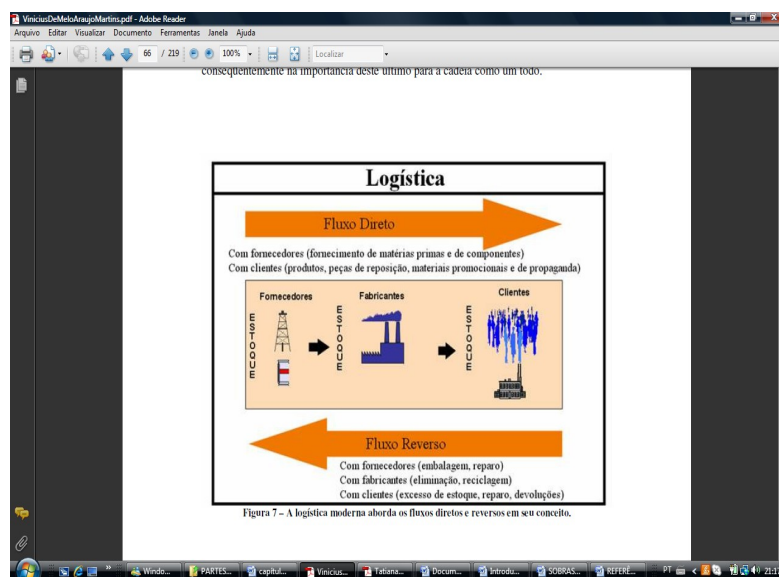 ViniciusDeMeloAraujoMartins.pdf - Adobe Reader
Arquivo Editar Visualizar Documento Ferramentas Janela Ajuda
66 / 219 100% Localizar
consequentemente na importância deste último para a cadeia como um todo.
Logística
Fluxo Direto
Com fornecedores (fornecimento de matérias primas e de componentes)
Com clientes (produtos, peças de reposição, materiais promocionais e de propaganda)
Fornecedores Fabricantes Clientes
ESTOQUE ESTOQUE ESTOQUE
Fluxo Reverso
Com fornecedores (embalagem, reparo)
Com fabricantes (eliminação, reciclagem)
Com clientes (excesso de estoque, reparo, devoluções)
Figura 7 – A logística moderna aborda os fluxos diretos e reversos em seu conceito.
Windo... PARTES... capítul... Vinicius... Tatiana... Docum... Introdu... SOBRAS... REFERÊ... PT